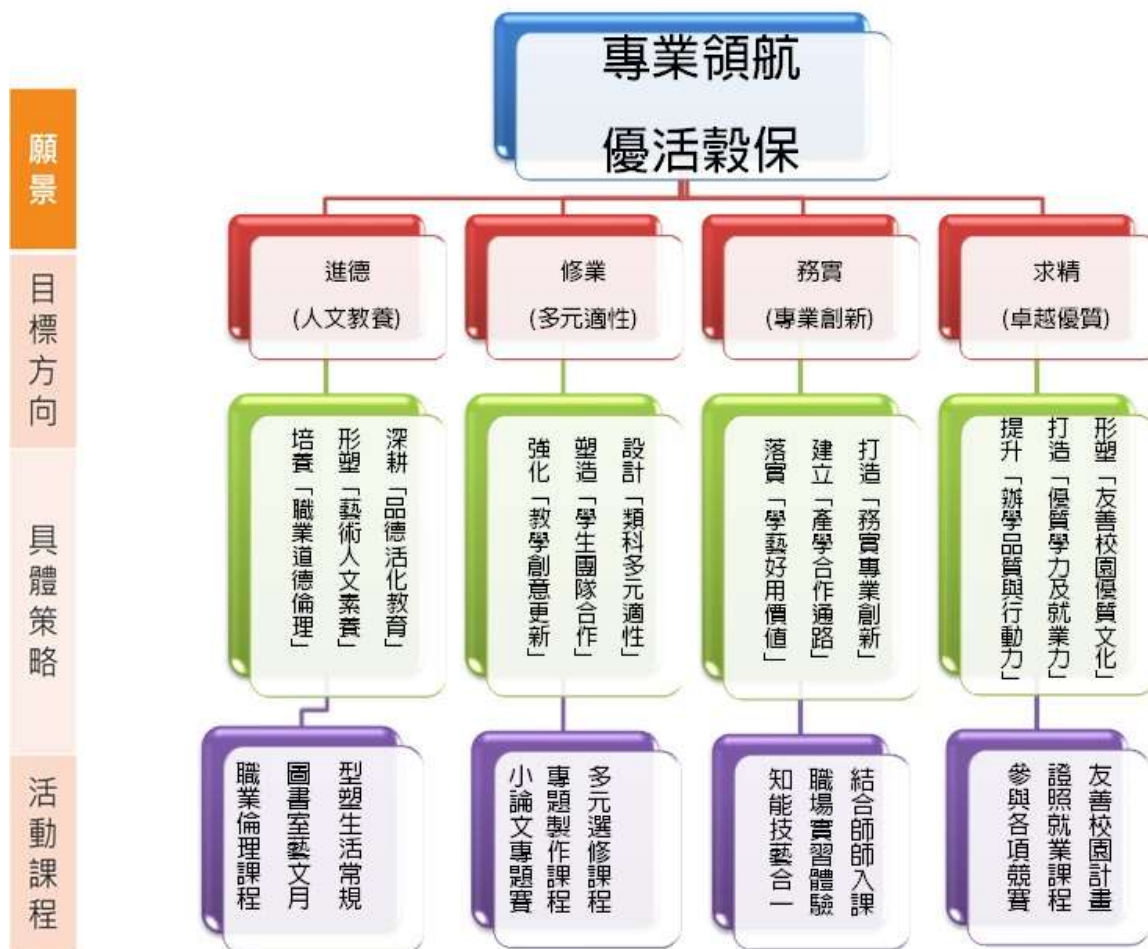 專業領航
優活穀保
願景
目標方向
具體策略
活動課程
進德
(人文教養)
修業
(多元適性)
務實
(專業創新)
求精
(卓越優質)
深耕「品德活化教育」
形塑「藝術人文素養」
培養「職業道德倫理」
設計「類科多元適性」
塑造「學生團隊合作」
強化「教學創意更新」
打造「務實專業創新」
建立「產學合作通路」
落實「學藝好用價值」
形塑「友善校園優質文化」
打造「優質學力及就業力」
提升「辦學品質與行動力」
型塑生活常規
圖書室藝文月
職業倫理課程
多元選修課程
專題製作課程
小論文專題賽
結合師師入課
職場實習體驗
知能技藝合一
友善校園計畫
證照就業課程
參與各項競賽